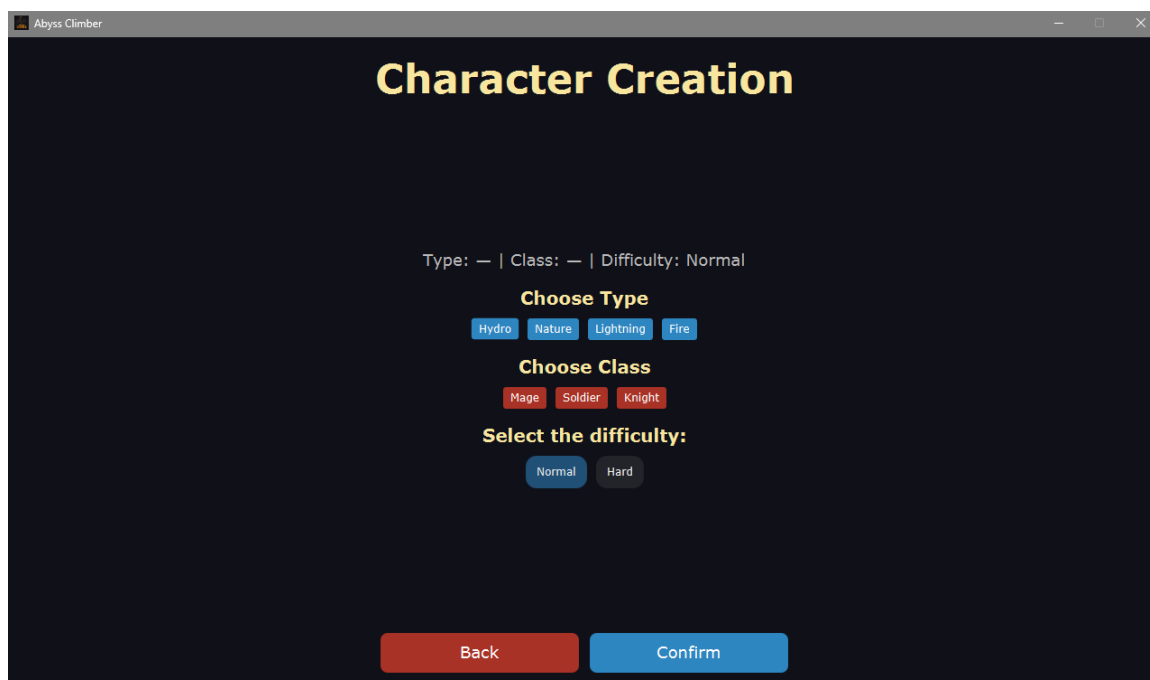 Abyss Climber
Character Creation
Type: — | Class: — | Difficulty: Normal
Choose Type
Hydro Nature Lightning Fire
Choose Class
Mage Soldier Knight
Select the difficulty:
Normal Hard
Back Confirm